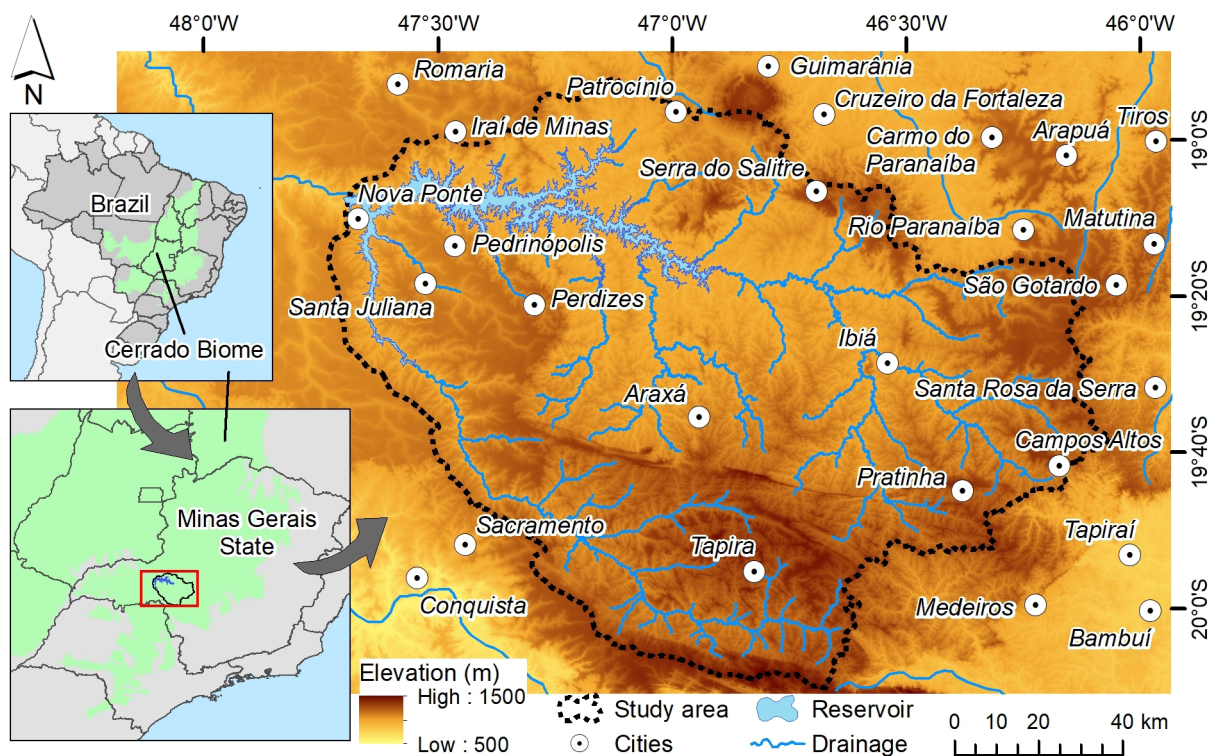 48°0'W
47°30'W
47°0'W
46°30'W
46°0'W
N
Romaria
Guimarânia
Patrocínio
Cruzeiro da Fortaleza
Tiros
Iraí de Minas
Carmo do
Paranaíba
Arapuá
19°0'S
Serra do Salitre
Brazil
Nova Ponte
Rio Paranaíba
Matutina
Pedrinópolis
São Gotardo
19°20'S
Santa Juliana
Perdizes
Ibiá
Cerrado Biome
Araxá
Santa Rosa da Serra
Campos Altos
19°40'S
Pratinha
Minas Gerais
State
Sacramento
Tapira
Tapiraí
Conquista
Medeiros
20°0'S
Bambuí
Elevation (m)
High : 1500
Low : 500
Study area
Cities
Reservoir
Drainage
0 10 20 40 km